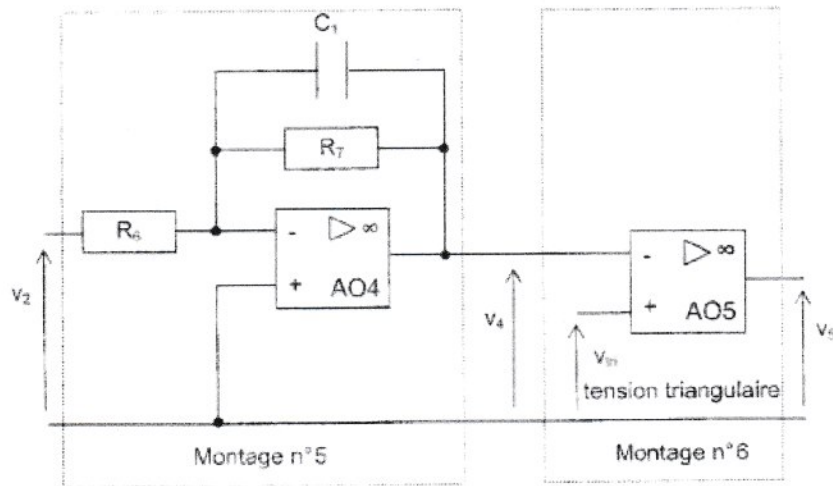 C₁
R₇
R₆
- ▷ ∞
+ AO4
v₂
v₄
- ▷ ∞
+ AO5
v₅
tension triangulaire
Montage n°5
Montage n°6